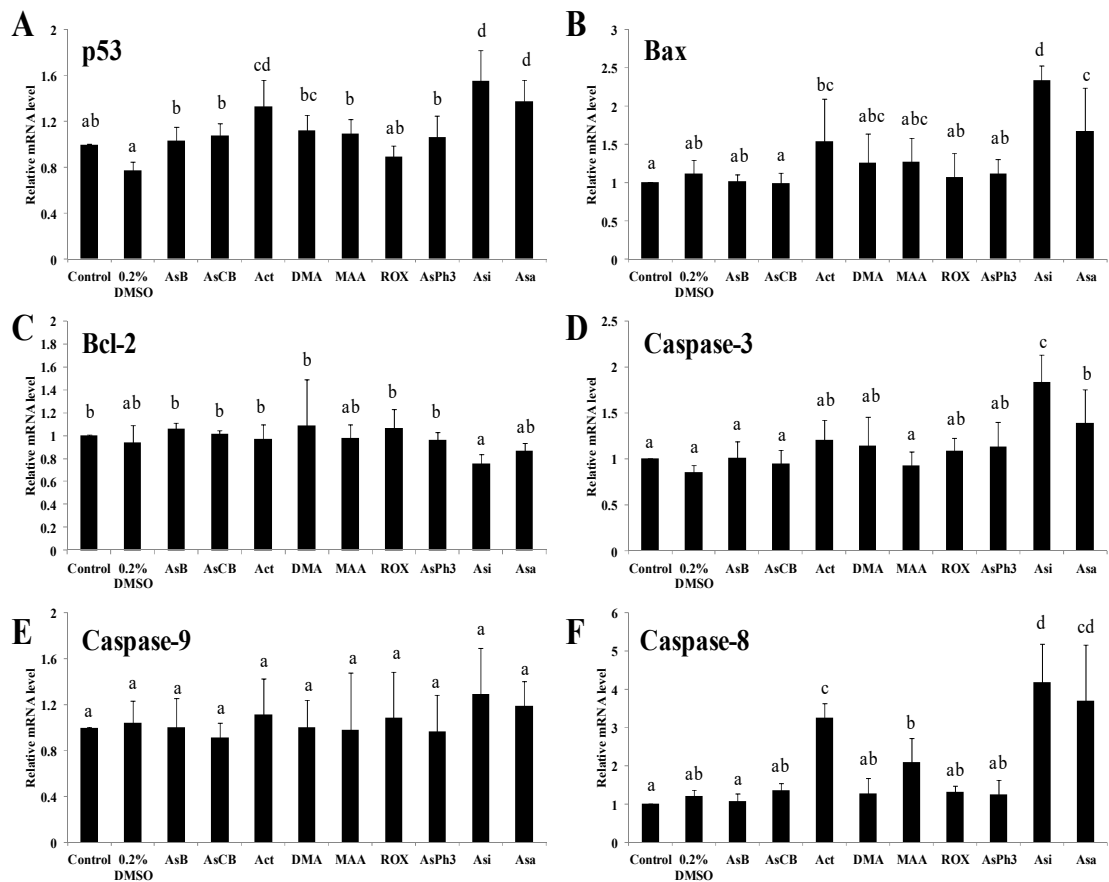 A
p53
Relative mRNA level
2
1.6
1.2
0.8
0.4
0
ab
a
b
b
cd
bc
b
ab
b
d
d
Control 0.2% DMSO AsB AsCB Act DMA MAA ROX AsPh3 Asi Asa
B
Bax
Relative mRNA level
3
2.5
2
1.5
1
0.5
0
a
ab
ab
a
bc
abc
abc
ab
ab
d
c
Control 0.2% DMSO AsB AsCB Act DMA MAA ROX AsPh3 Asi Asa
C
Bcl-2
Relative mRNA level
2
1.8
1.6
1.4
1.2
1
0.8
0.6
0.4
0.2
0
b
ab
b
b
b
b
ab
b
b
a
ab
Control 0.2% DMSO AsB AsCB Act DMA MAA ROX AsPh3 Asi Asa
D
Caspase-3
Relative mRNA level
2.5
2
1.5
1
0.5
0
a
a
a
a
ab
ab
a
ab
ab
c
b
Control 0.2% DMSO AsB AsCB Act DMA MAA ROX AsPh3 Asi Asa
E
Caspase-9
Relative mRNA level
2
1.6
1.2
0.8
0.4
0
a
a
a
a
a
a
a
a
a
a
a
Control 0.2% DMSO AsB AsCB Act DMA MAA ROX AsPh3 Asi Asa
F
Caspase-8
Relative mRNA level
6
5
4
3
2
1
0
a
ab
a
ab
c
ab
b
ab
ab
d
cd
Control 0.2% DMSO AsB AsCB Act DMA MAA ROX AsPh3 Asi Asa